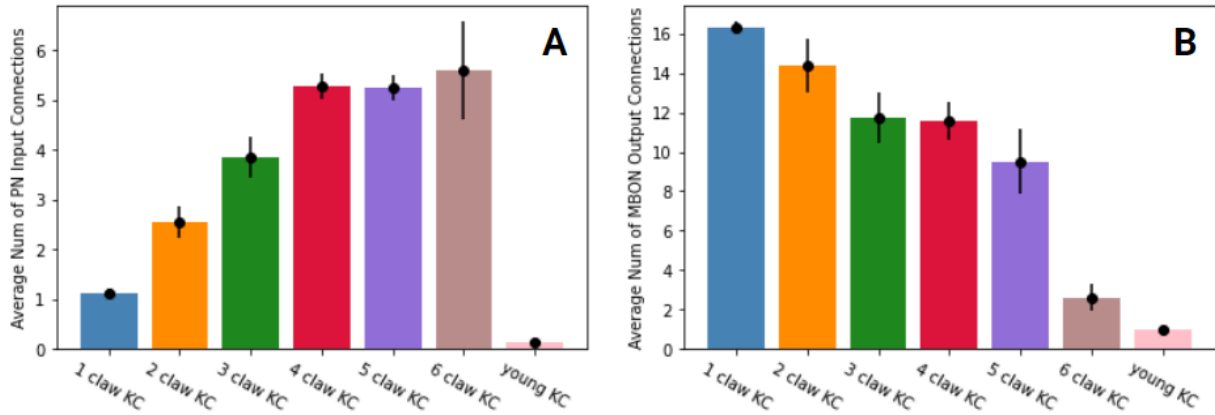 A
Average Num of PN Input Connections
6
5
4
3
2
1
0
1 claw KC
2 claw KC
3 claw KC
4 claw KC
5 claw KC
6 claw KC
young KC
B
Average Num of MBON Output Connections
16
14
12
10
8
6
4
2
0
1 claw KC
2 claw KC
3 claw KC
4 claw KC
5 claw KC
6 claw KC
young KC